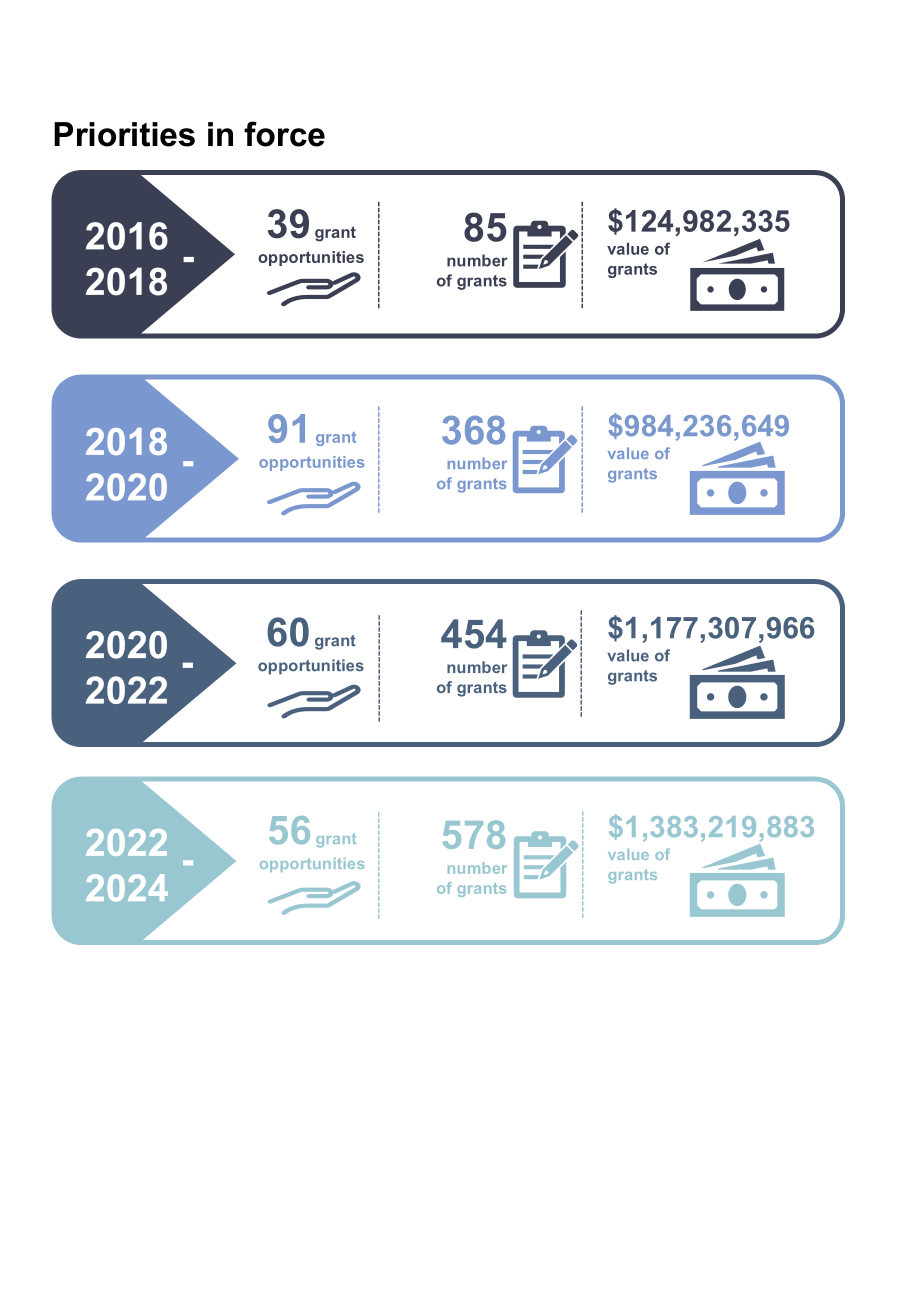 Priorities in force
2016 -
2018
39 grant
opportunities
85
number
of grants
$124,982,335
value of
grants
2018 -
2020
91 grant
opportunities
368
number
of grants
$984,236,649
value of
grants
2020 -
2022
60 grant
opportunities
454
number
of grants
$1,177,307,966
value of
grants
2022 -
2024
56 grant
opportunities
578
number
of grants
$1,383,219,883
value of
grants